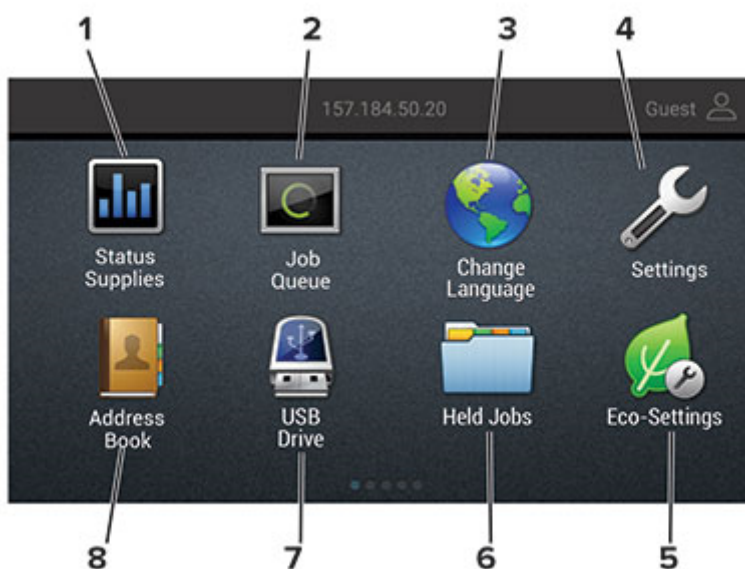 1 2 3 4
157.184.50.20 Guest
Status Supplies
Job Queue
Change Language
Settings
Address Book
USB Drive
Held Jobs
Eco-Settings
8 7 6 5